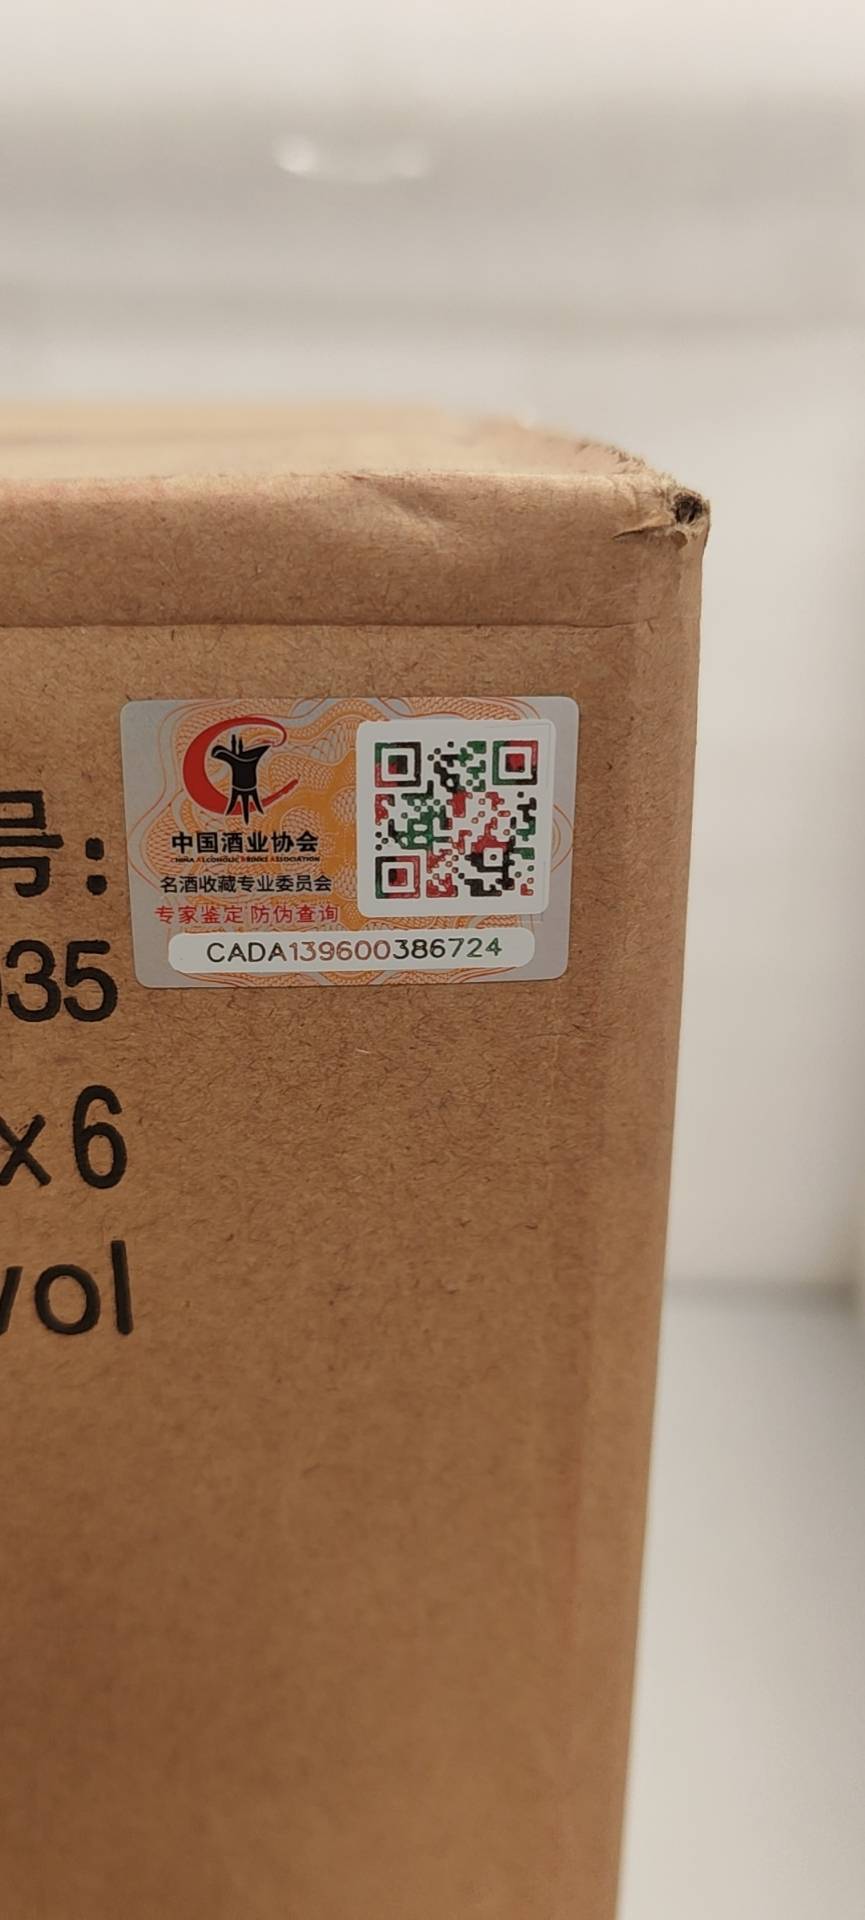 中国酒业协会
CHINA ALCOHOLIC DRINKS ASSOCIATION
名酒收藏专业委员会
专家鉴定 防伪查询
CADA139600386724
号:
35
x6
vol